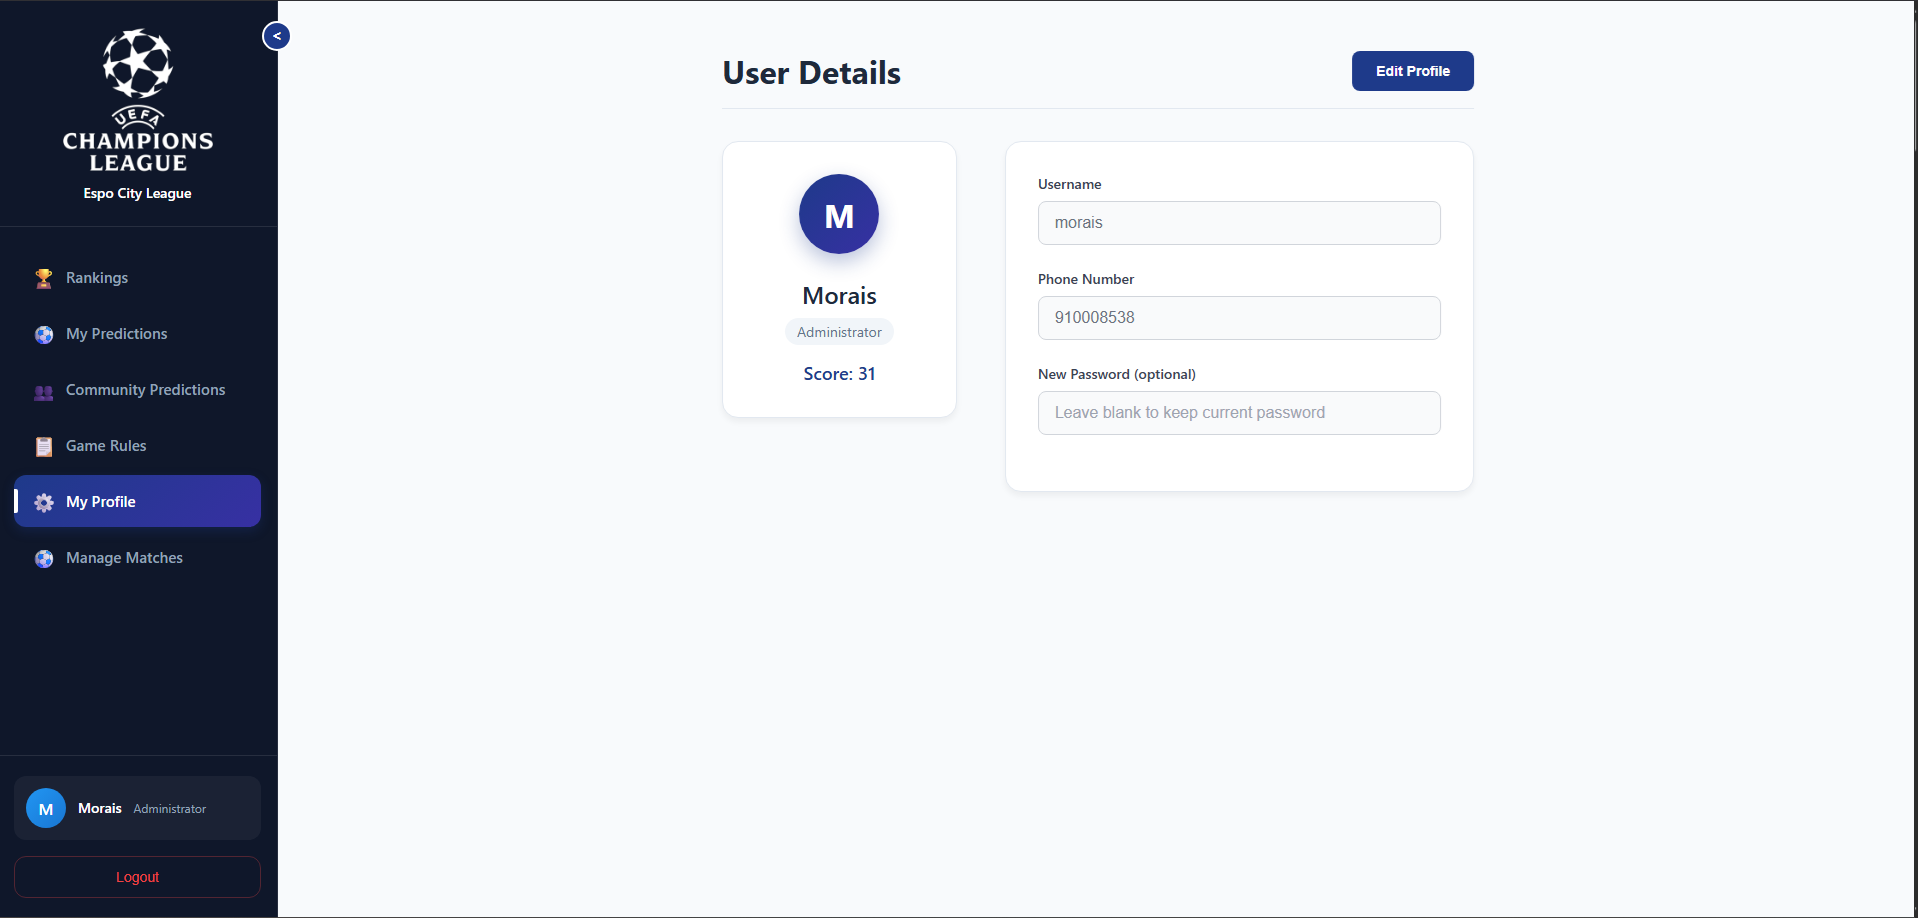 UEFA
CHAMPIONS
LEAGUE
Espo City League
<
Rankings
My Predictions
Community Predictions
Game Rules
My Profile
Manage Matches
M
Morais Administrator
Logout
User Details
Edit Profile
M
Morais
Administrator
Score: 31
Username
morais
Phone Number
910008538
New Password (optional)
Leave blank to keep current password